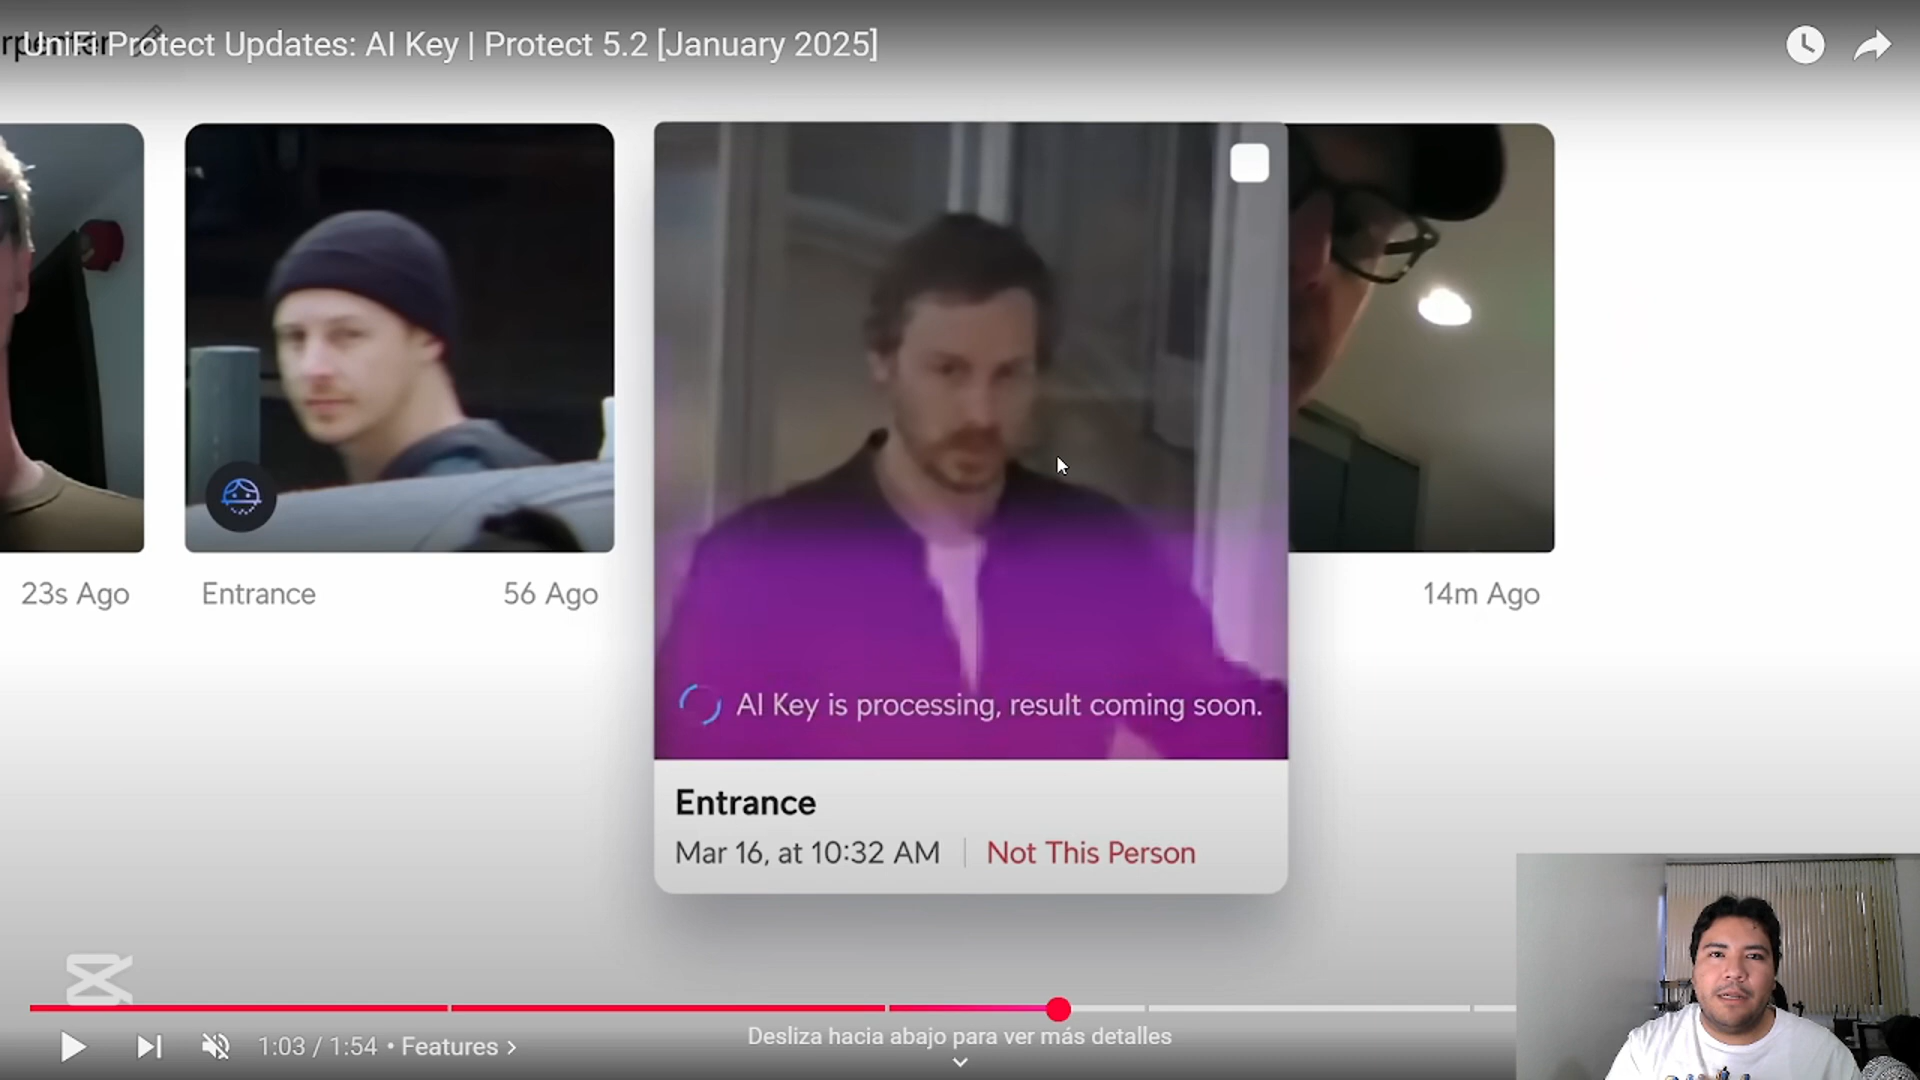 rpenter
UniFi Protect Updates: AI Key | Protect 5.2 [January 2025]
23s Ago
Entrance
56 Ago
14m Ago
AI Key is processing, result coming soon.
Entrance
Mar 16, at 10:32 AM
Not This Person
1:03 / 1:54 • Features
Desliza hacia abajo para ver más detalles